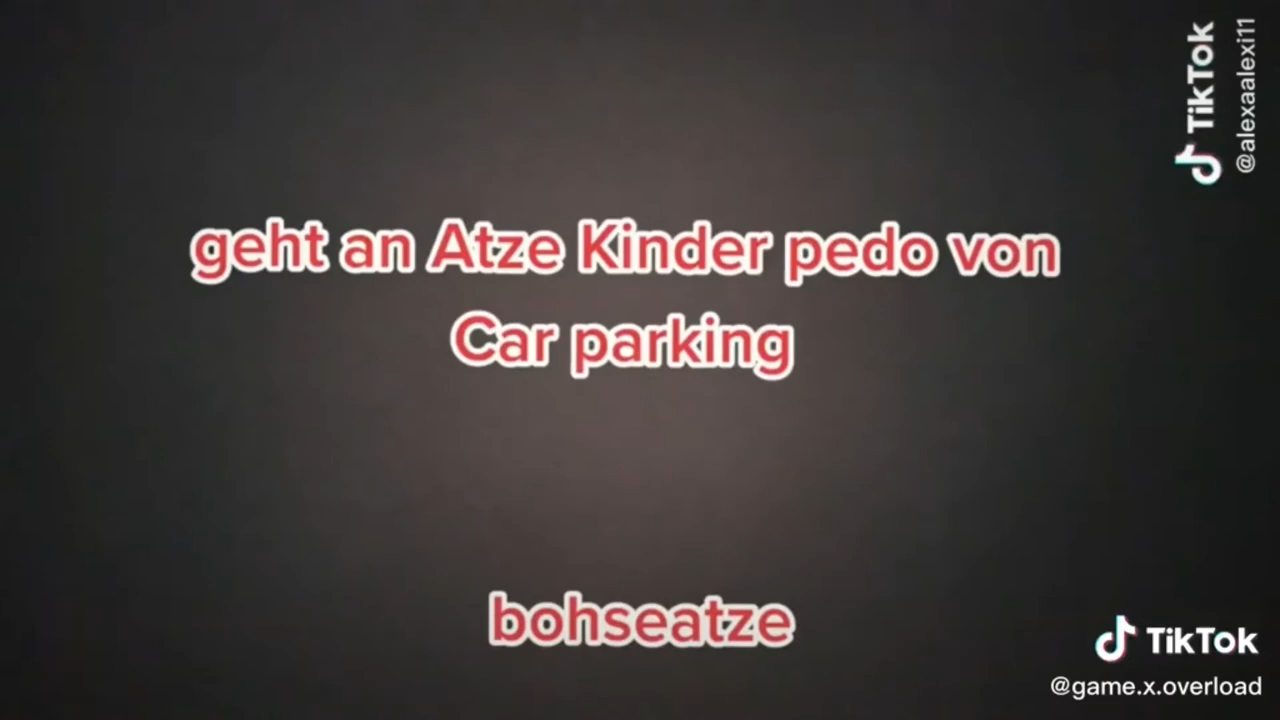 TikTok
@alexaalexi11
geht an Atze Kinder pedo von
Car parking
bohseatze
TikTok
@game.x.overload